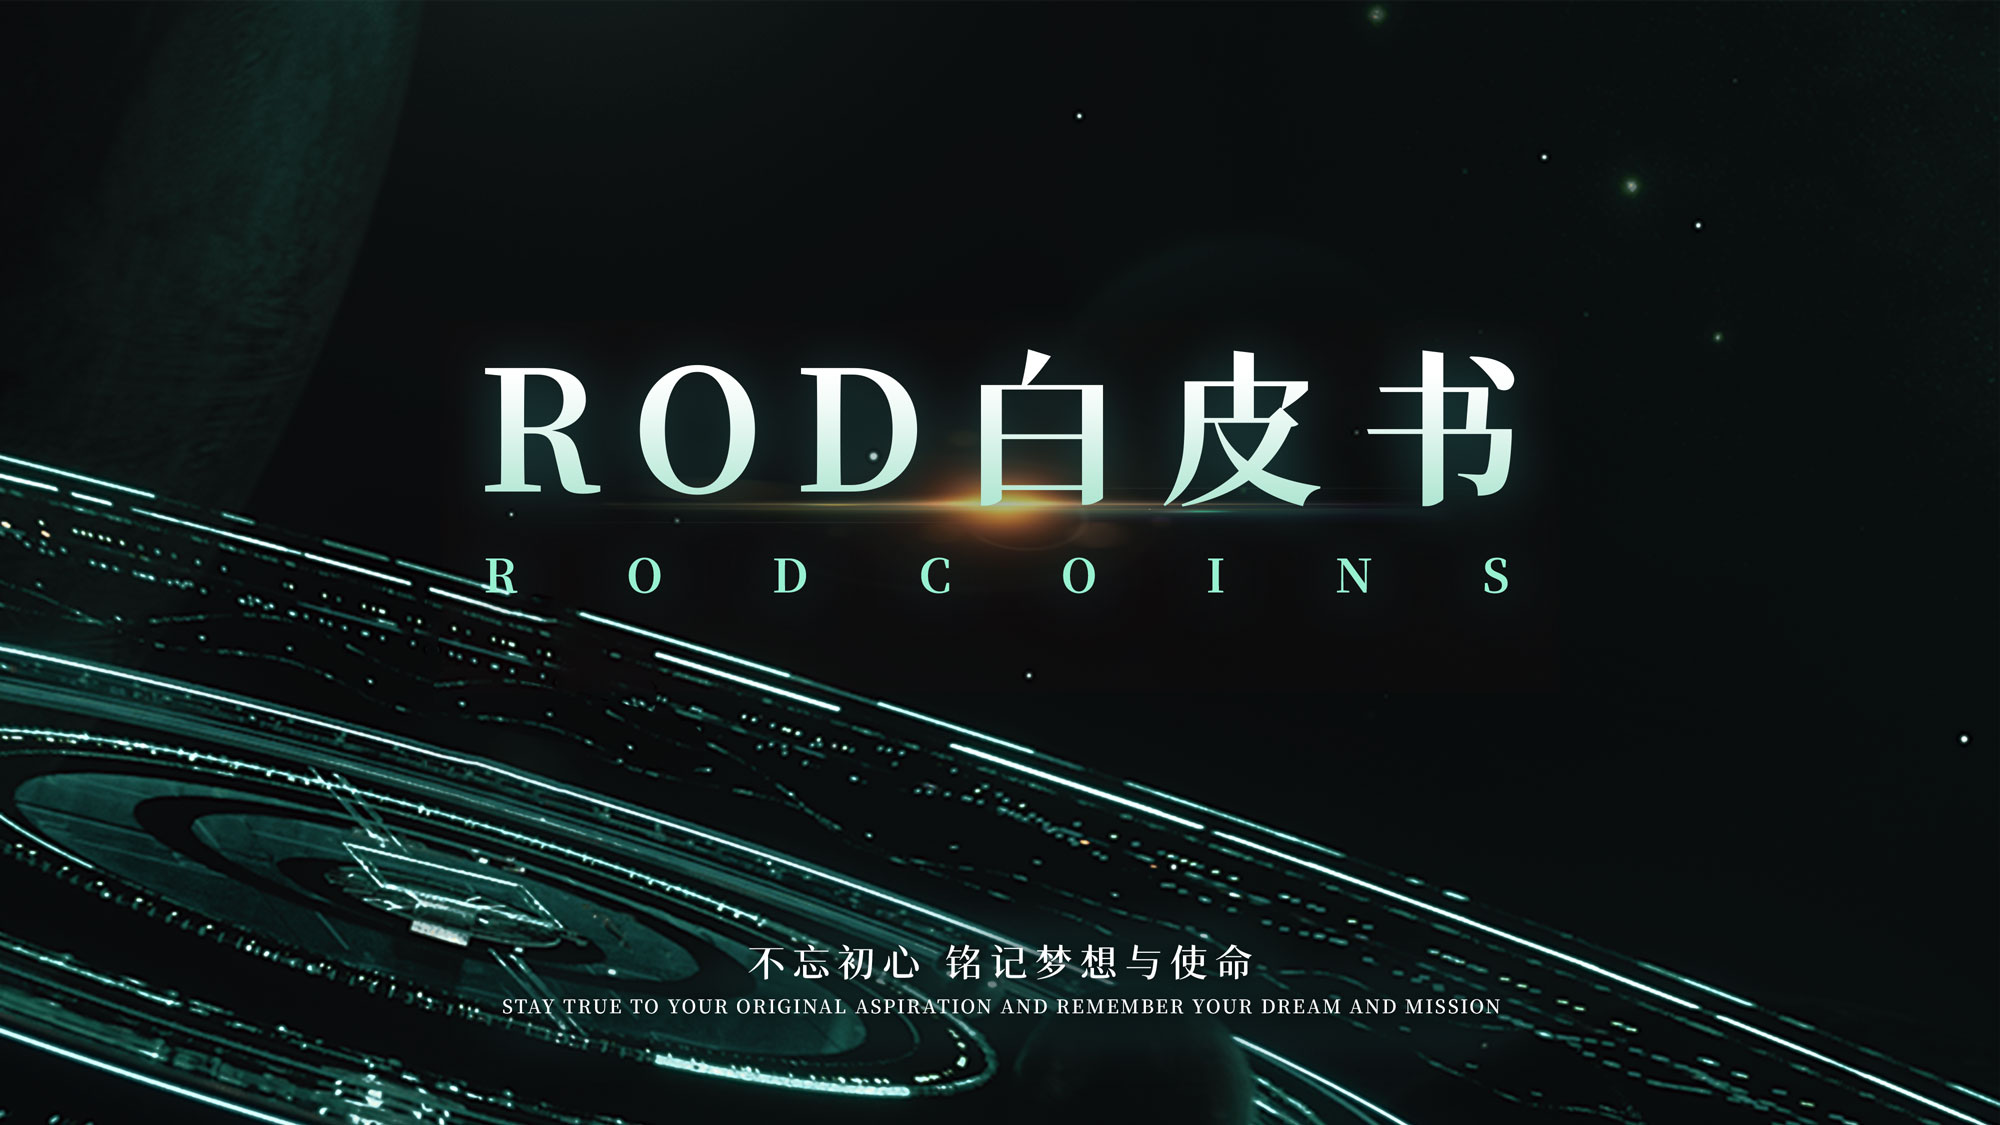 ROD白皮书
RODCOINS
不忘初心 铭记梦想与使命
STAY TRUE TO YOUR ORIGINAL ASPIRATION AND REMEMBER YOUR DREAM AND MISSION